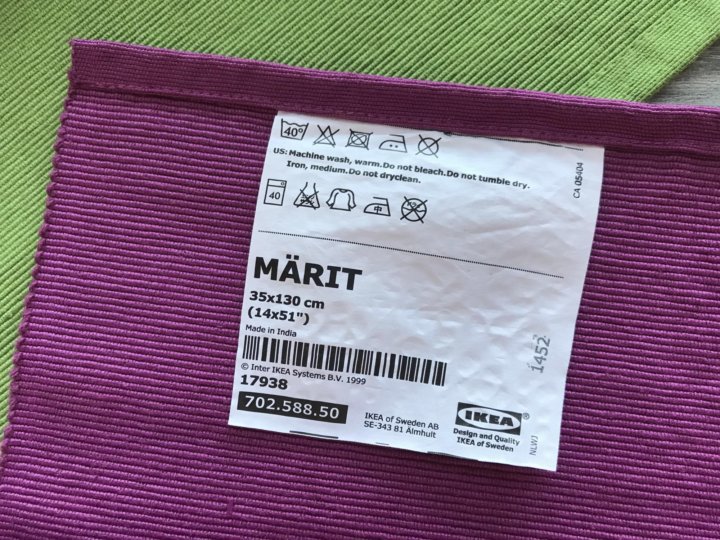 40°
US: Machine wash, warm.Do not bleach.Do not tumble dry.
Iron, medium.Do not dryclean.
CA 05404
40
MÄRIT
35x130 cm
(14x51")
Made in India
© Inter IKEA Systems B.V. 1999
17938
702.588.50
IKEA of Sweden AB
SE-343 81 Älmhult
IKEA®
Design and Quality
IKEA of Sweden
1452
NLWJ